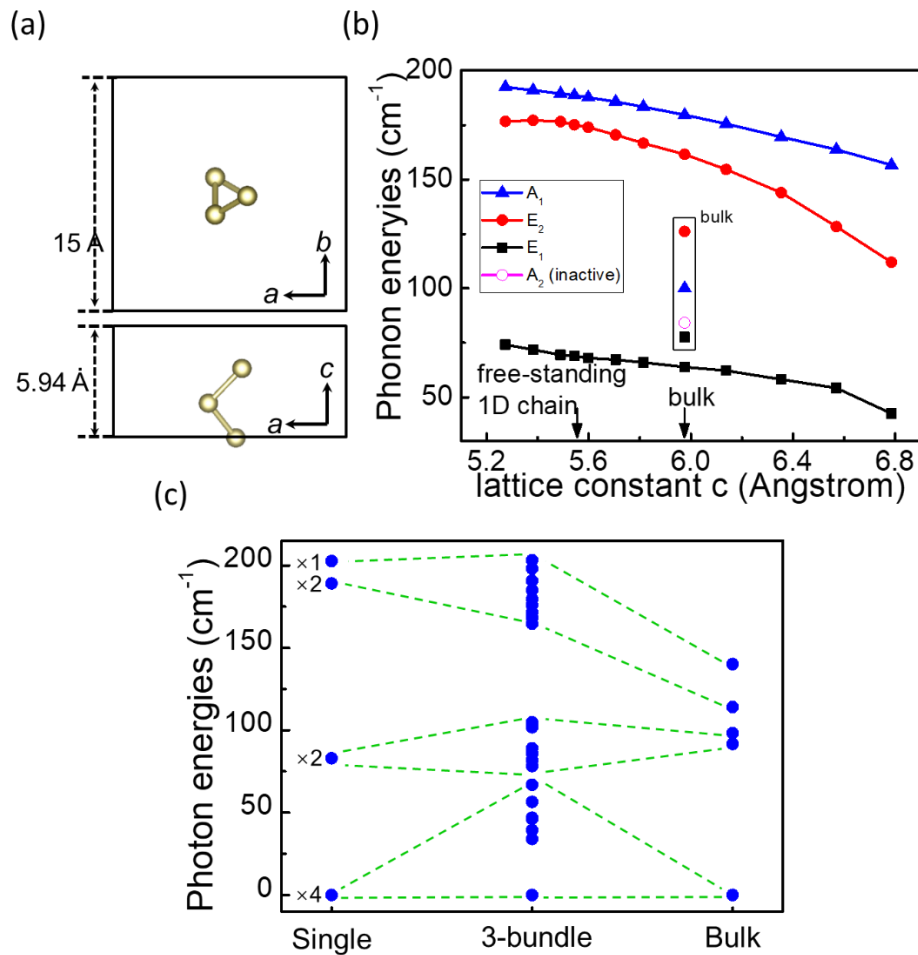 (a)
15 Å
b
a
5.94 Å
c
a
(b)
Phonon eneryies (cm⁻¹)
200
150
100
50
A₁
E₂
E₁
A₂ (inactive)
bulk
free-standing
1D chain
bulk
5.2 5.6 6.0 6.4 6.8
lattice constant c (Angstrom)
(c)
Photon energies (cm⁻¹)
200
150
100
50
0
×1
×2
×2
×4
Single 3-bundle Bulk